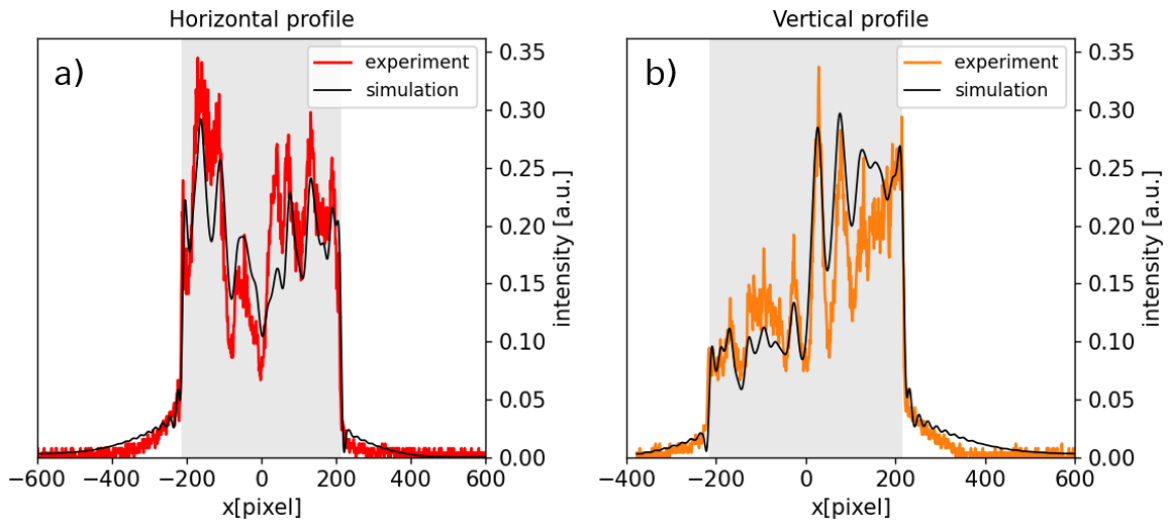 Horizontal profile
a)
experiment
simulation
0.35
0.30
0.25
0.20
0.15
0.10
0.05
0.00
intensity [a.u.]
−600 −400 −200 0 200 400 600
x[pixel]
Vertical profile
b)
experiment
simulation
0.35
0.30
0.25
0.20
0.15
0.10
0.05
0.00
intensity [a.u.]
−400 −200 0 200 400 600
x[pixel]